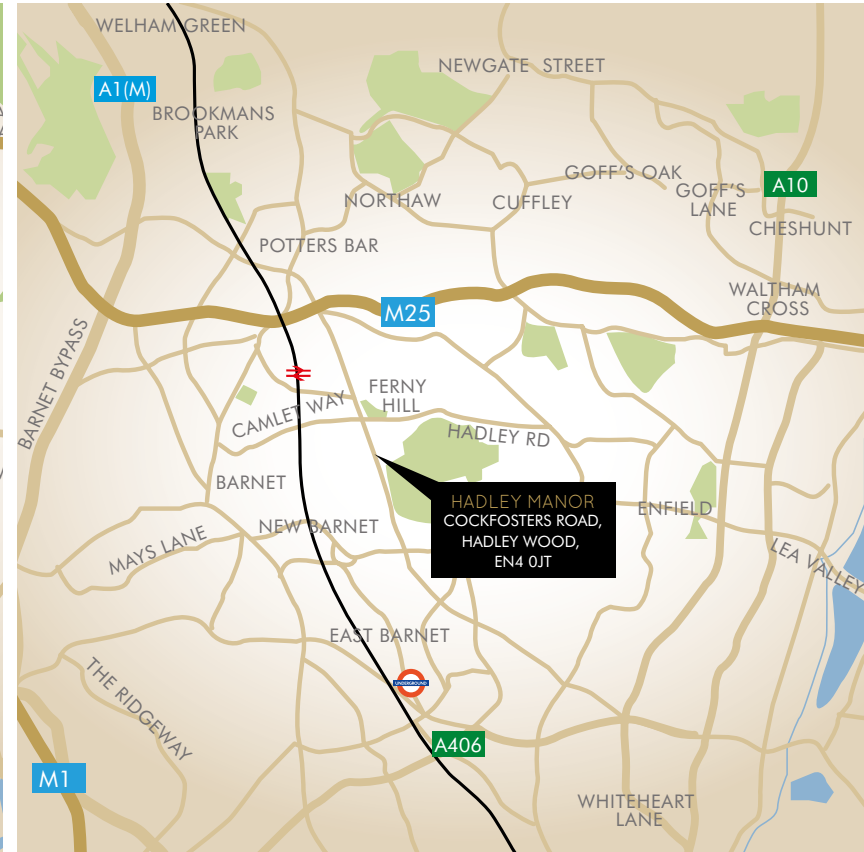 WELHAM GREEN
NEWGATE STREET
A1(M)
BROOKMANS
PARK
GOFF'S OAK
A10
GOFF'S
LANE
NORTHAW
CUFFLEY
CHESHUNT
POTTERS BAR
WALTHAM
CROSS
M25
BARNET BYPASS
FERNY
HILL
CAMLET WAY
HADLEY RD
BARNET
HADLEY MANOR
COCKFOSTERS ROAD,
HADLEY WOOD,
EN4 0JT
ENFIELD
NEW BARNET
MAYS LANE
LEA VALLEY
EAST BARNET
UNDERGROUND
THE RIDGEWAY
A406
M1
WHITEHEART
LANE